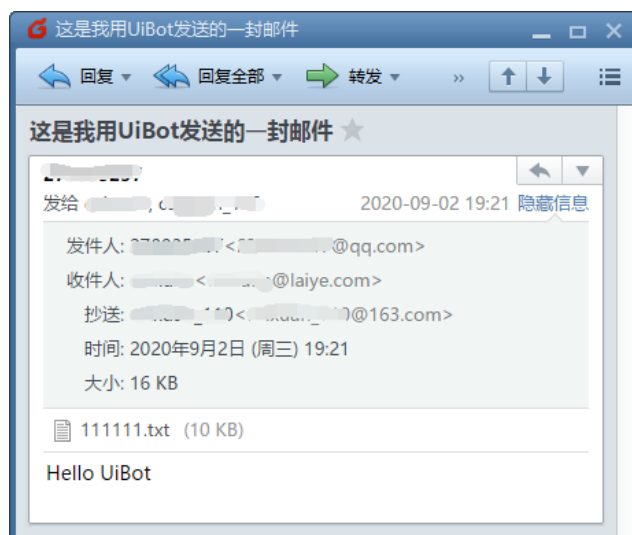 这是我用UiBot发送的一封邮件
回复 回复全部 转发 »
这是我用UiBot发送的一封邮件
发给 2020-09-02 19:21 隐藏信息
发件人: @qq.com>
收件人: < @laiye.com>
抄送: @163.com>
时间: 2020年9月2日 (周三) 19:21
大小: 16 KB
111111.txt (10 KB)
Hello UiBot